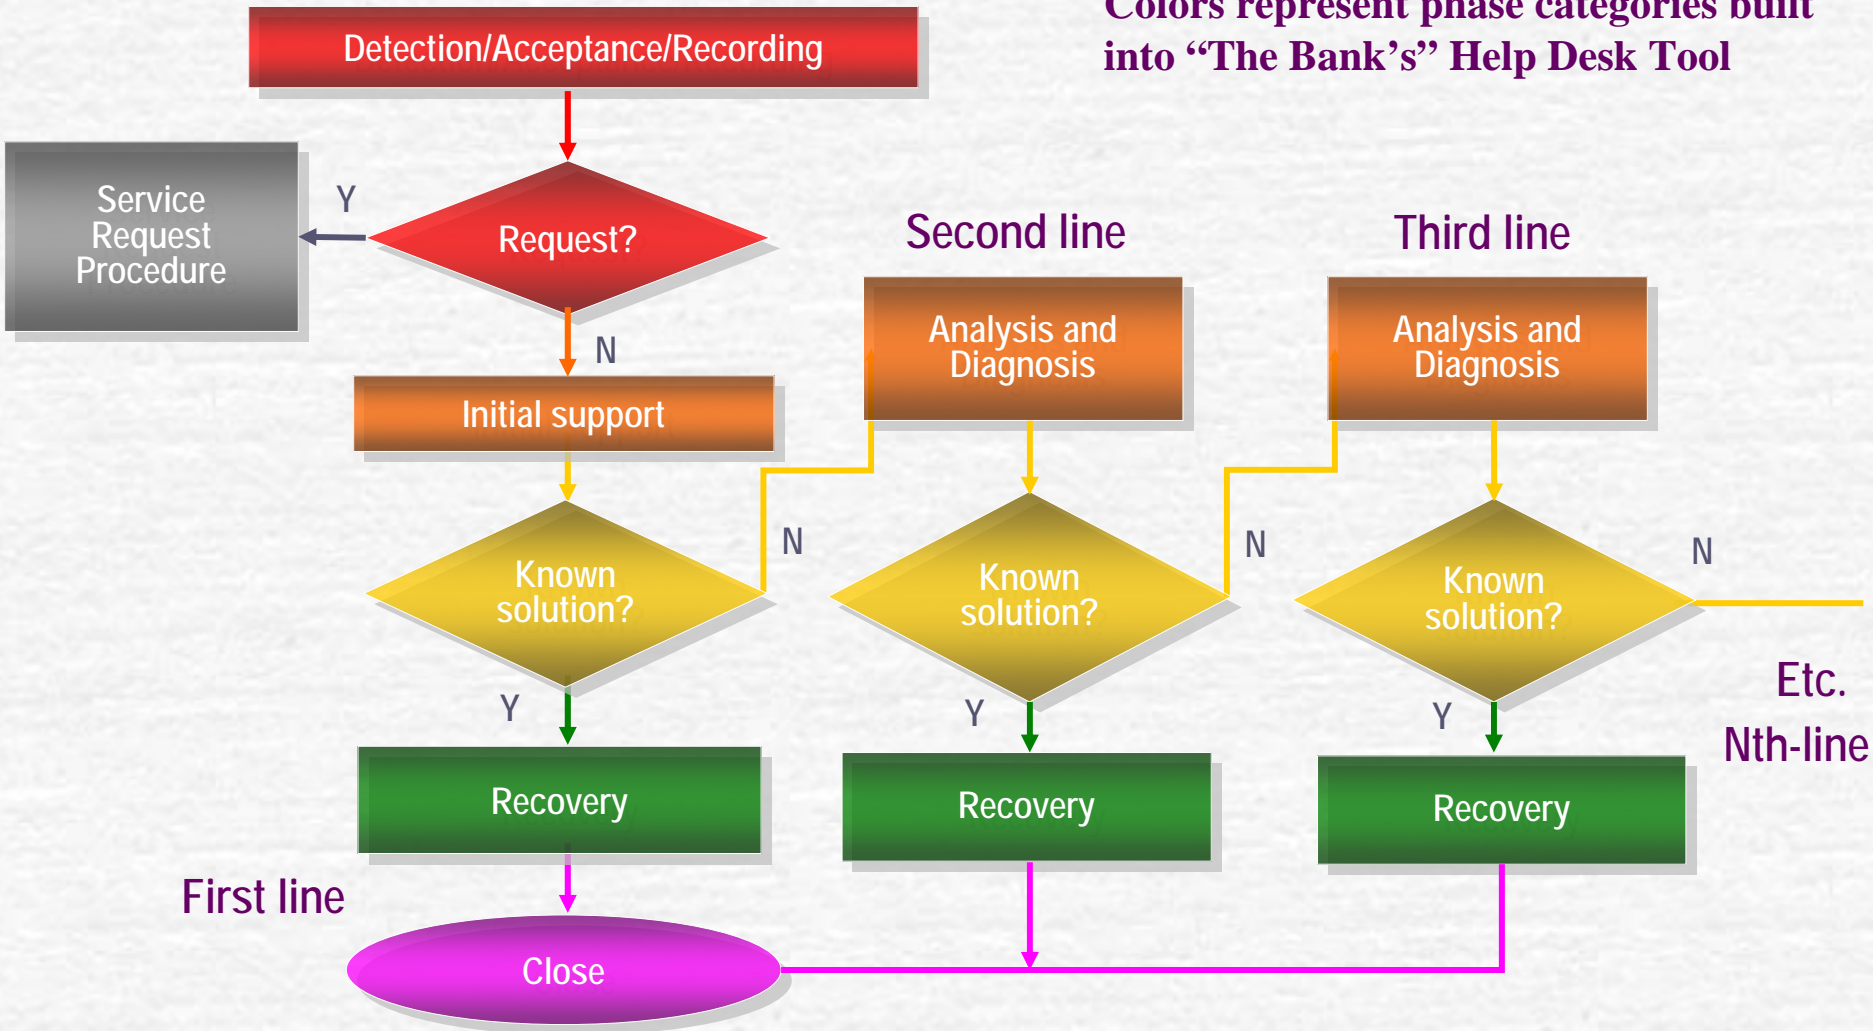 Colors represent phase categories built
into “The Bank’s” Help Desk Tool
Detection/Acceptance/Recording
Service
Request
Procedure
Y
Request?
N
Initial support
Known
solution?
N
Y
Recovery
First line
Close
Second line
Analysis and
Diagnosis
Known
solution?
N
Y
Recovery
Third line
Analysis and
Diagnosis
Known
solution?
N
Y
Recovery
Etc.
Nth-line